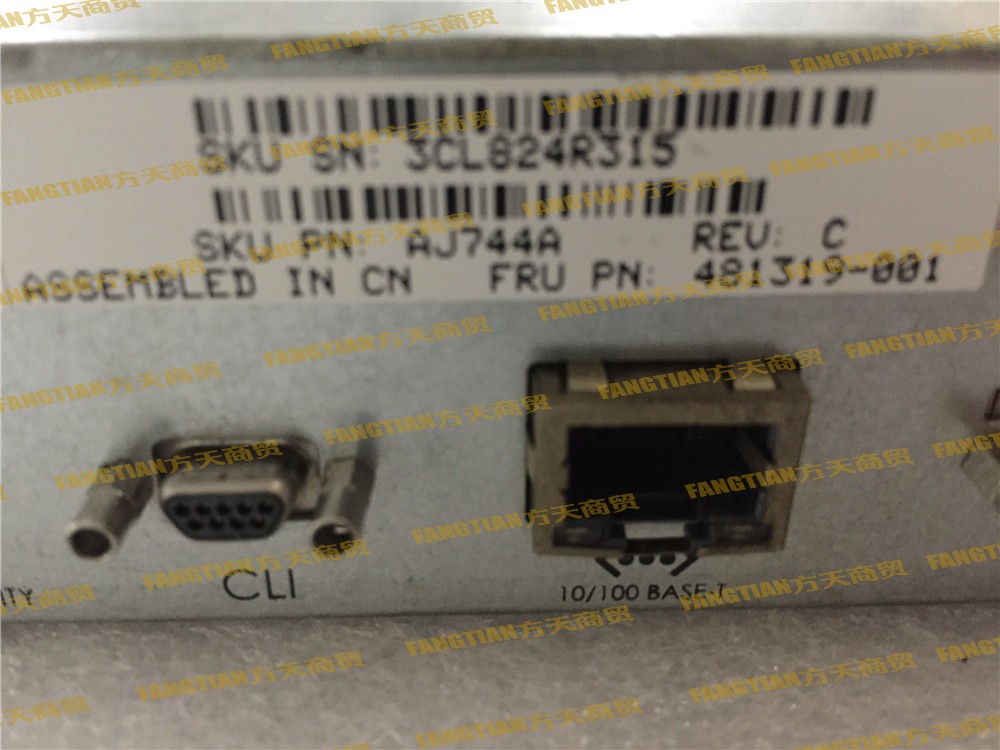 SKU SN: 3CL824R315
SKU PN: AJ744A REV: C
ASSEMBLED IN CN FRU PN: 481319-001
CLI
10/100 BASE-T
FANGTIAN方天商贸